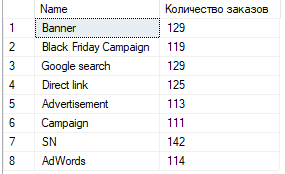 Name Количество заказов
1 Banner 129
2 Black Friday Campaign 119
3 Google search 129
4 Direct link 125
5 Advertisement 113
6 Campaign 111
7 SN 142
8 AdWords 114